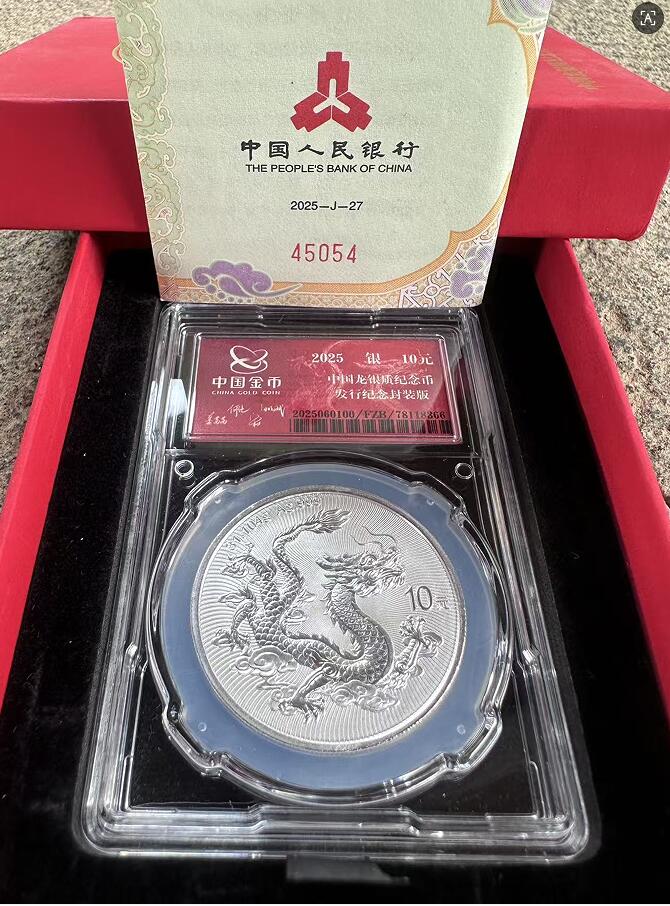 中国人民银行
THE PEOPLE'S BANK OF CHINA
2025—J—27
45054
中国金币
CHINA GOLD COIN
2025 银 10元
中国龙银质纪念币
发行纪念封装版
2025060100/FZB/78118366
10元